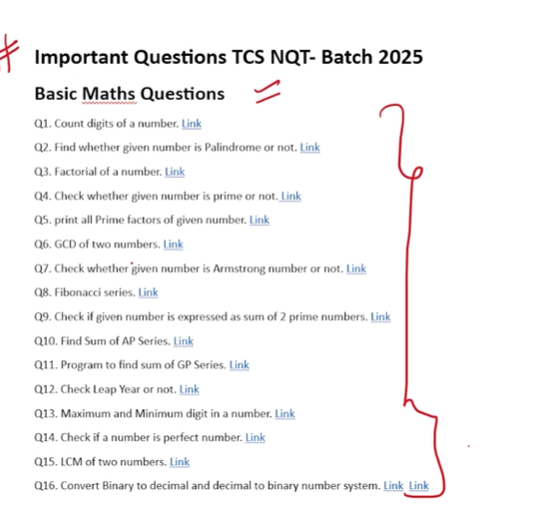 Important Questions TCS NQT- Batch 2025
Basic Maths Questions
Q1. Count digits of a number. Link
Q2. Find whether given number is Palindrome or not. Link
Q3. Factorial of a number. Link
Q4. Check whether given number is prime or not. Link
Q5. print all Prime factors of given number. Link
Q6. GCD of two numbers. Link
Q7. Check whether given number is Armstrong number or not. Link
Q8. Fibonacci series. Link
Q9. Check if given number is expressed as sum of 2 prime numbers. Link
Q10. Find Sum of AP Series. Link
Q11. Program to find sum of GP Series. Link
Q12. Check Leap Year or not. Link
Q13. Maximum and Minimum digit in a number. Link
Q14. Check if a number is perfect number. Link
Q15. LCM of two numbers. Link
Q16. Convert Binary to decimal and decimal to binary number system. Link Link